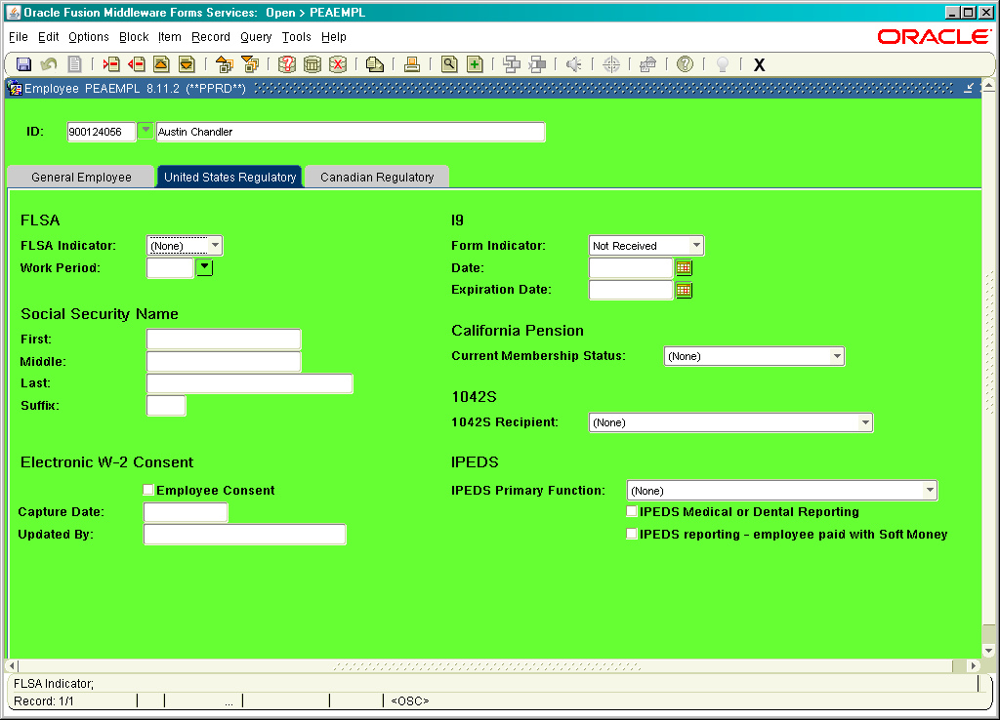 Oracle Fusion Middleware Forms Services: Open > PEAEMPL
File Edit Options Block Item Record Query Tools Help
ORACLE
X
Employee PEAEMPL 8.11.2 (**PPRD**)
ID: 900124056 Austin Chandler
General Employee United States Regulatory Canadian Regulatory
FLSA
FLSA Indicator: (None)
Work Period:
Social Security Name
First:
Middle:
Last:
Suffix:
Electronic W-2 Consent
Employee Consent
Capture Date:
Updated By:
I9
Form Indicator: Not Received
Date:
Expiration Date:
California Pension
Current Membership Status: (None)
1042S
1042S Recipient: (None)
IPEDS
IPEDS Primary Function: (None)
IPEDS Medical or Dental Reporting
IPEDS reporting - employee paid with Soft Money
FLSA Indicator;
Record: 1/1 ... <OSC>